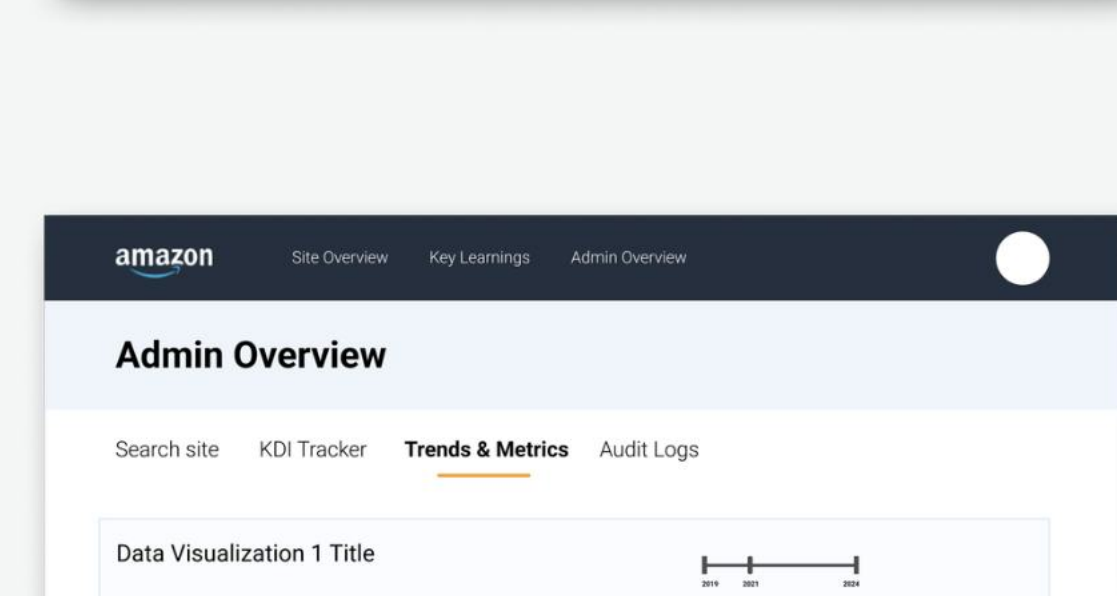 amazon Site Overview Key Learnings Admin Overview
Admin Overview
Search site KDI Tracker Trends & Metrics Audit Logs
Data Visualization 1 Title
2019 2021 2024